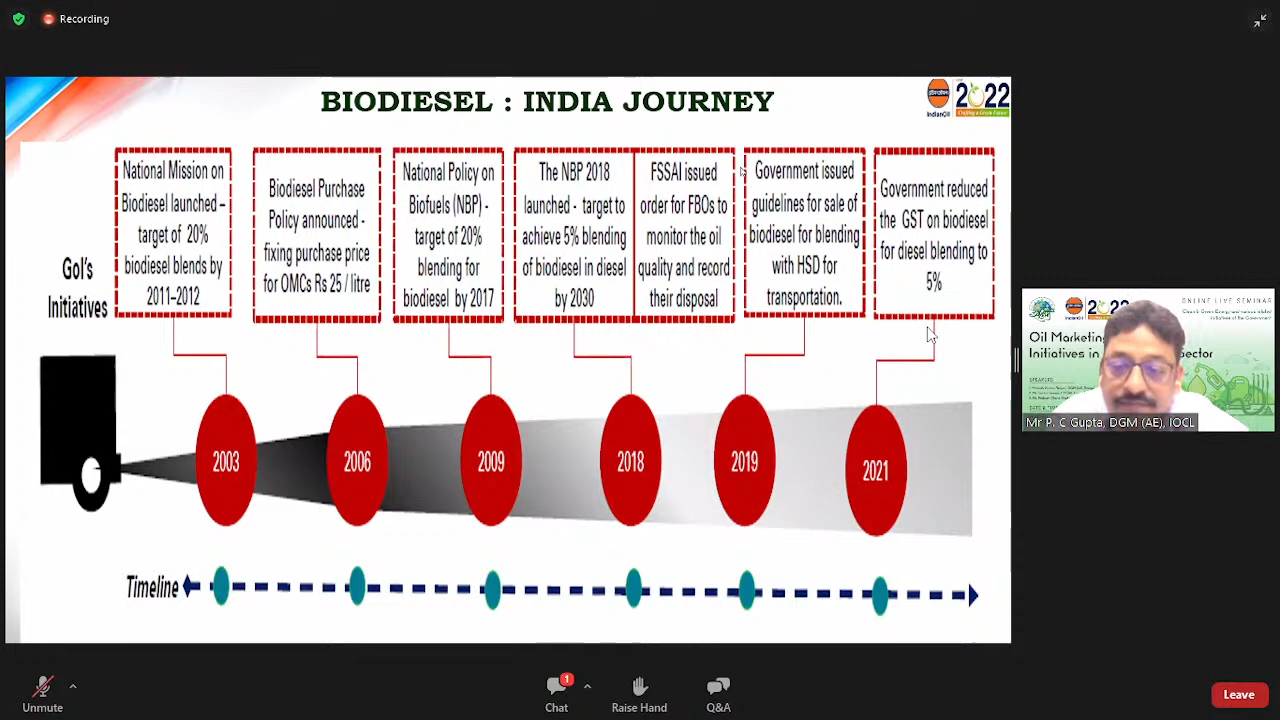 Recording
BIODIESEL : INDIA JOURNEY
IndianOil
2022
GoI's
Initiatives
National Mission on
Biodiesel launched –
target of 20%
biodiesel blends by
2011–2012
Biodiesel Purchase
Policy announced -
fixing purchase price
for OMCs Rs 25 / litre
National Policy on
Biofuels (NBP) -
target of 20%
blending for
biodiesel by 2017
The NBP 2018
launched - target to
achieve 5% blending
of biodiesel in diesel
by 2030
FSSAI issued
order for FBOs to
monitor the oil
quality and record
their disposal
Government issued
guidelines for sale of
biodiesel for blending
with HSD for
transportation.
Government reduced
the GST on biodiesel
for diesel blending to
5%
2003
2006
2009
2018
2019
2021
Timeline
ONLINE LIVE SEMINAR
Oil Marketing
Initiatives in
Mr P. C Gupta, DGM (AE), IOCL
Unmute
1
Chat
Raise Hand
Q&A
Leave